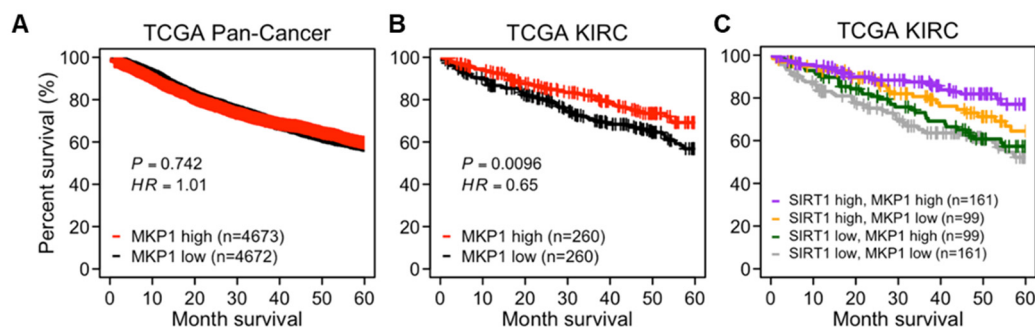 A
TCGA Pan-Cancer
Percent survival (%)
100
80
60
40
20
0
P = 0.742
HR = 1.01
MKP1 high (n=4673)
MKP1 low (n=4672)
0 10 20 30 40 50 60
Month survival
B
TCGA KIRC
100
80
60
40
20
0
P = 0.0096
HR = 0.65
MKP1 high (n=260)
MKP1 low (n=260)
0 10 20 30 40 50 60
Month survival
C
TCGA KIRC
100
80
60
40
20
0
SIRT1 high, MKP1 high (n=161)
SIRT1 high, MKP1 low (n=99)
SIRT1 low, MKP1 high (n=99)
SIRT1 low, MKP1 low (n=161)
0 10 20 30 40 50 60
Month survival